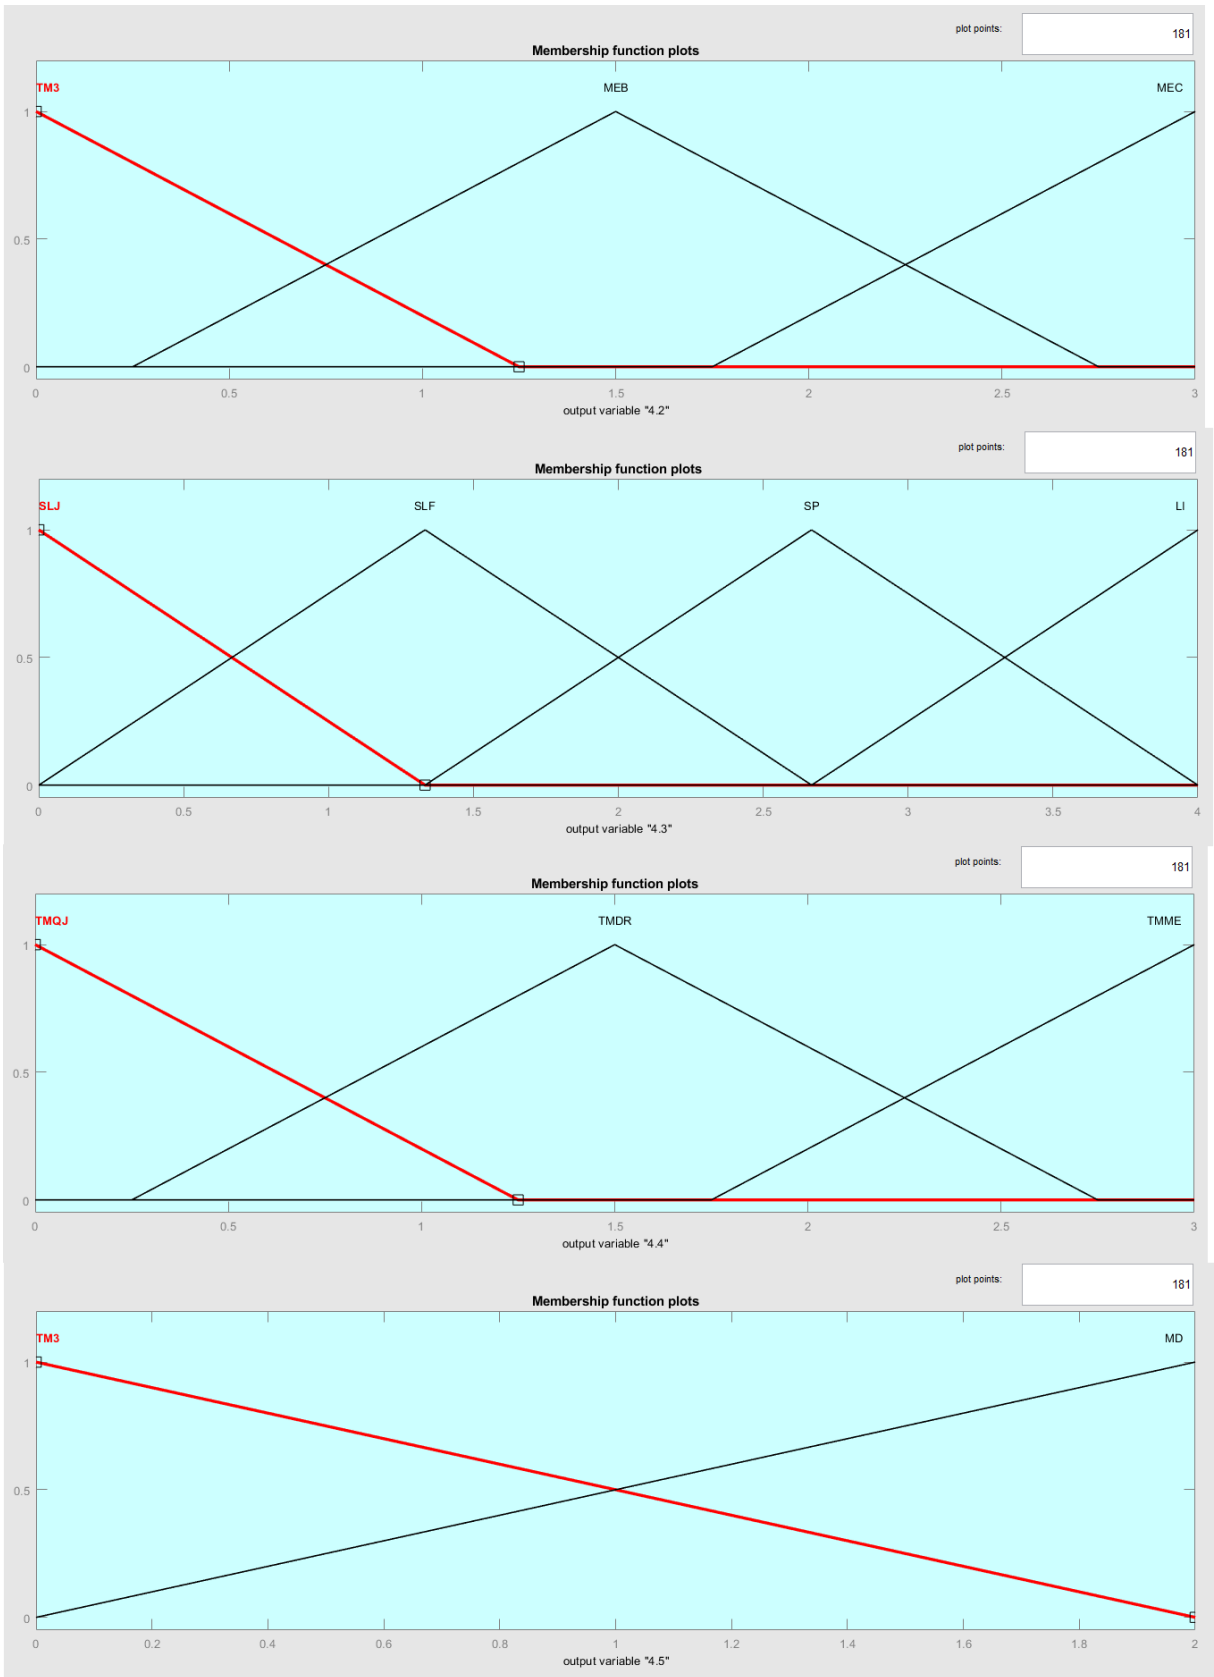 plot points: 181
Membership function plots
TM3 MEB MEC
1
0.5
0
0 0.5 1 1.5 2 2.5 3
output variable "4.2"
plot points: 181
Membership function plots
SLJ SLF SP LI
1
0.5
0
0 0.5 1 1.5 2 2.5 3 3.5 4
output variable "4.3"
plot points: 181
Membership function plots
TMQJ TMDR TMME
1
0.5
0
0 0.5 1 1.5 2 2.5 3
output variable "4.4"
plot points: 181
Membership function plots
TM3 MD
1
0.5
0
0 0.2 0.4 0.6 0.8 1 1.2 1.4 1.6 1.8 2
output variable "4.5"